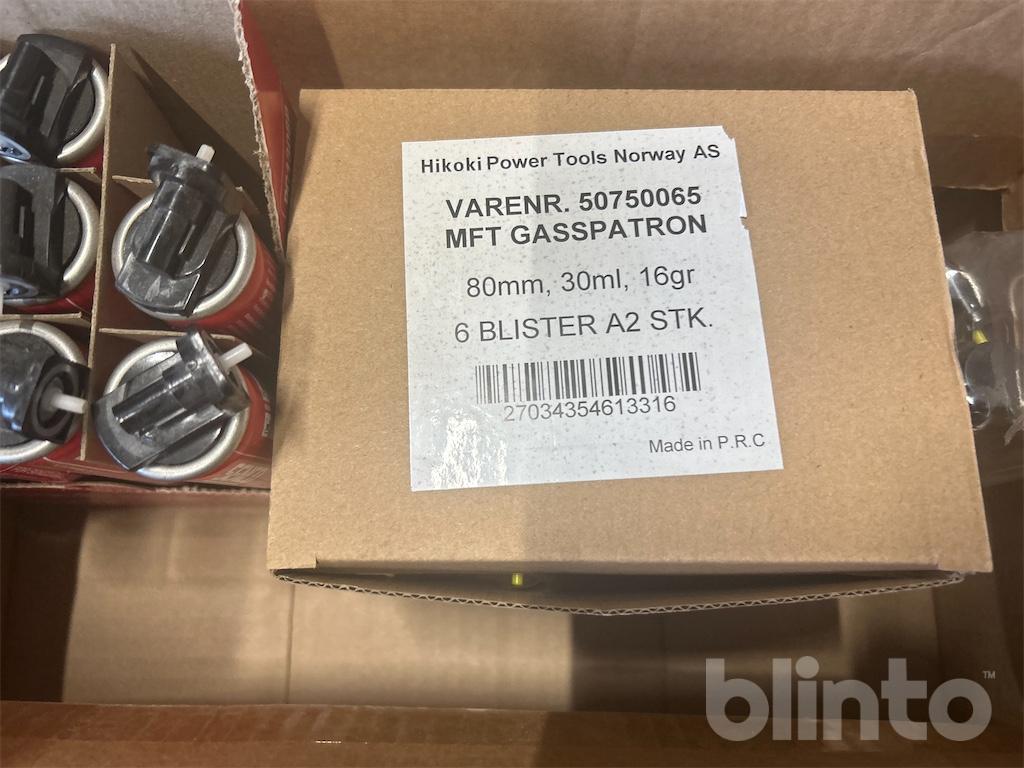 Hikoki Power Tools Norway AS
VARENR. 50750065
MFT GASSPATRON
80mm, 30ml, 16gr
6 BLISTER A2 STK.
27034354613316
Made in P.R.C
blinto™